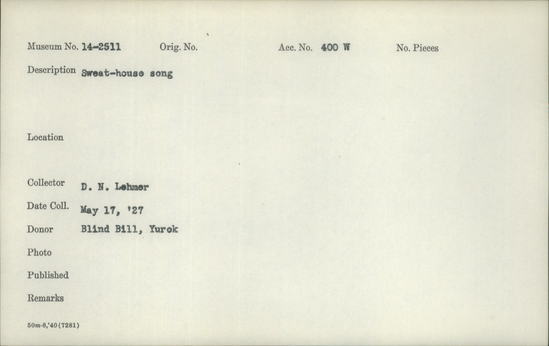 Museum No. 14-2511 Orig. No. Acc. No. 400 W No. Pieces
Description Sweat-house song
Location
Collector D. N. Lehmer
Date Coll. May 17, '27
Donor Blind Bill, Yurok
Photo
Published
Remarks
50m-8,'40(7281)